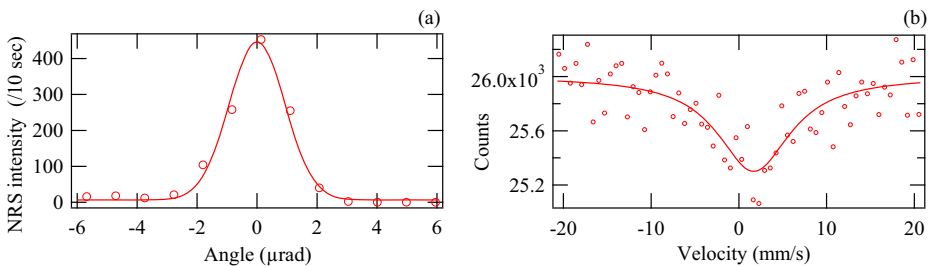 (a)
NRS intensity (/10 sec)
400
300
200
100
0
-6 -4 -2 0 2 4 6
Angle (μrad)
(b)
Counts
26.0x10³
25.6
25.2
-20 -10 0 10 20
Velocity (mm/s)